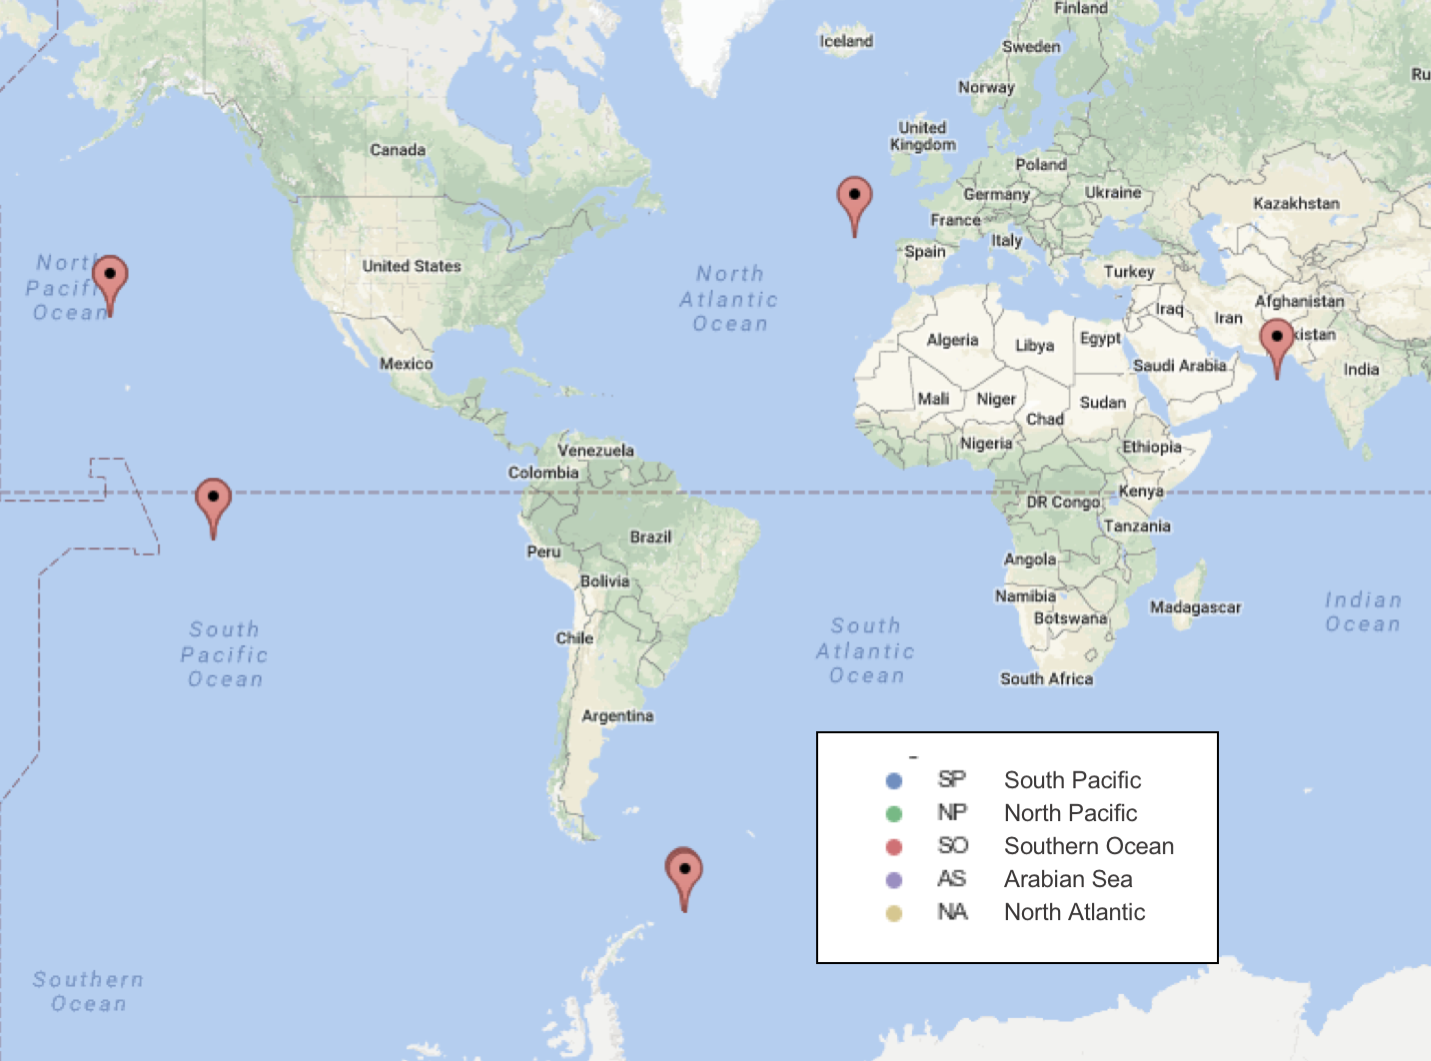 Finland
Iceland
Sweden
Ru
Norway
United
Kingdom
Canada
Poland
Germany
Ukraine
Kazakhstan
France
Italy
Spain
North
Pacific
Ocean
United States
North
Atlantic
Ocean
Turkey
Afghanistan
Iraq
Iran
kistan
Algeria
Libya
Egypt
Mexico
Saudi Arabia
India
Mali
Niger
Chad
Sudan
Nigeria
Ethiopia
Venezuela
Colombia
DR Congo
Kenya
Tanzania
Brazil
Peru
Angola
Bolivia
Namibia
Botswana
Madagascar
Indian
Ocean
South
Pacific
Ocean
Chile
South
Atlantic
Ocean
South Africa
Argentina
SP South Pacific
NP North Pacific
SO Southern Ocean
AS Arabian Sea
NA North Atlantic
Southern
Ocean